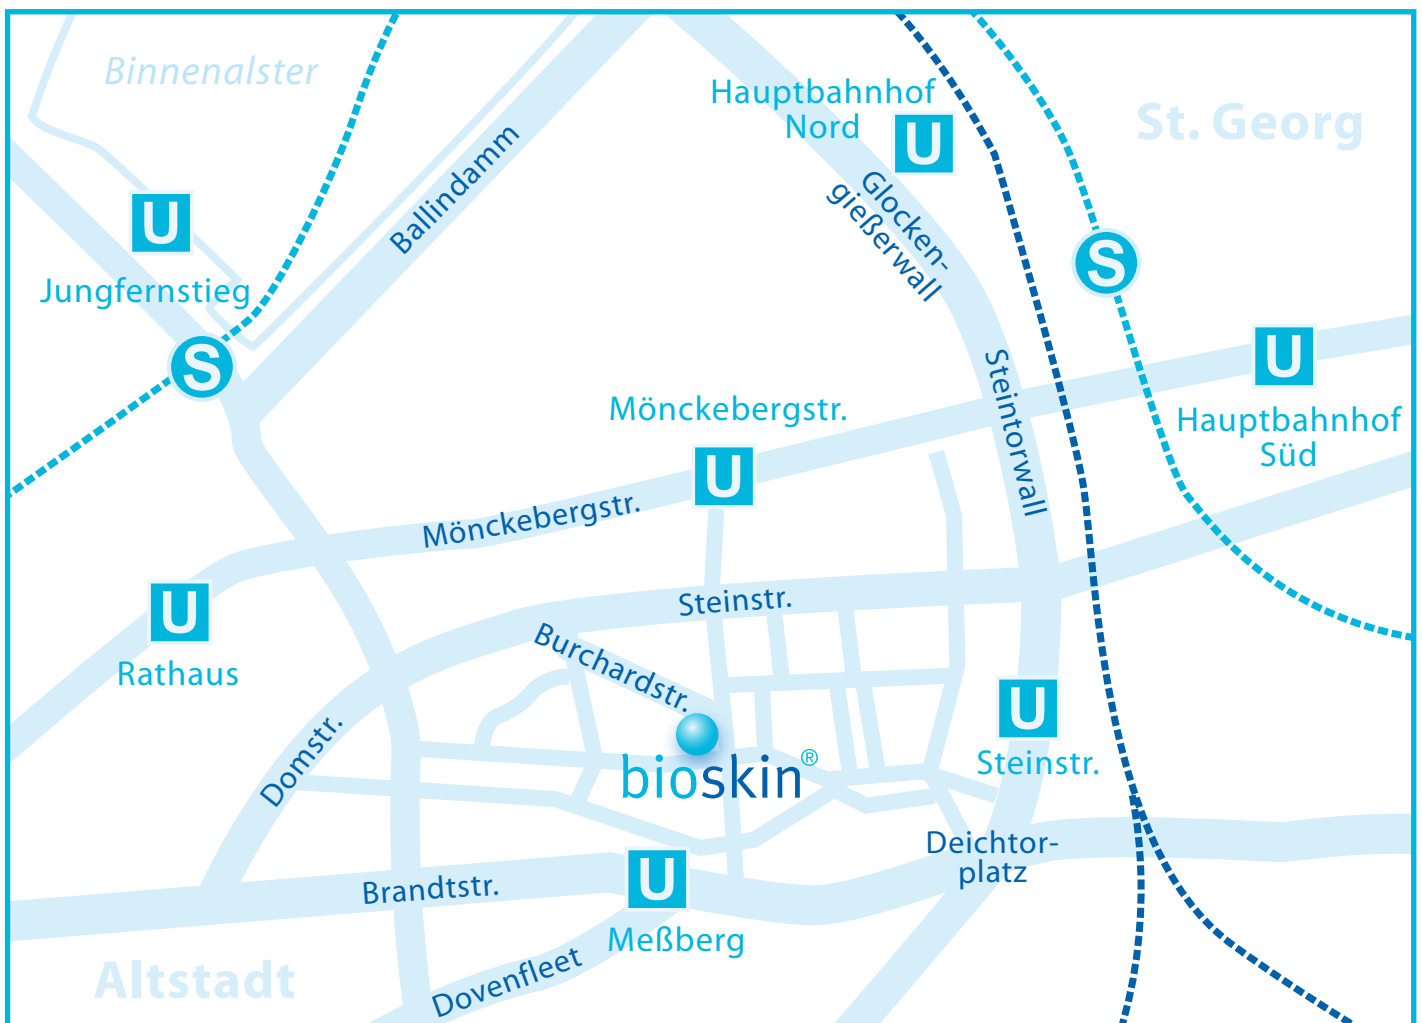 Binnenalster
Hauptbahnhof
Nord
U
St. Georg
Ballindamm
Glocken-
gießerwall
U
Jungfernstieg
S
S
U
Hauptbahnhof
Süd
Steintorwall
Mönckebergstr.
U
Mönckebergstr.
Steinstr.
U
Rathaus
Burchardstr.
U
Steinstr.
Domstr.
bioskin®
Deichtor-
platz
Brandtstr.
U
Meßberg
Dovenfleet
Altstadt